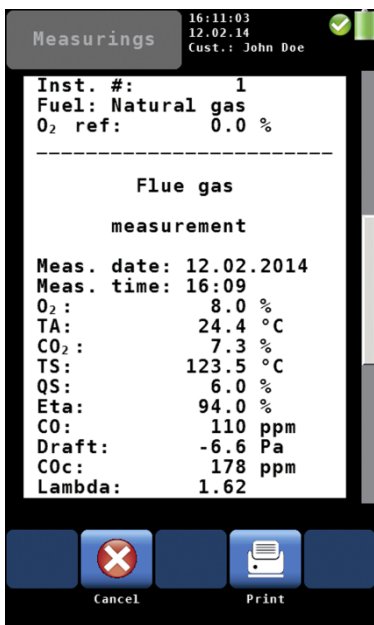 Measurings
16:11:03
12.02.14
Cust.: John Doe
Inst. #: 1
Fuel: Natural gas
O₂ ref: 0.0 %
Flue gas
measurement
Meas. date: 12.02.2014
Meas. time: 16:09
O₂: 8.0 %
TA: 24.4 °C
CO₂: 7.3 %
TS: 123.5 °C
QS: 6.0 %
Eta: 94.0 %
CO: 110 ppm
Draft: -6.6 Pa
COc: 178 ppm
Lambda: 1.62
Cancel Print